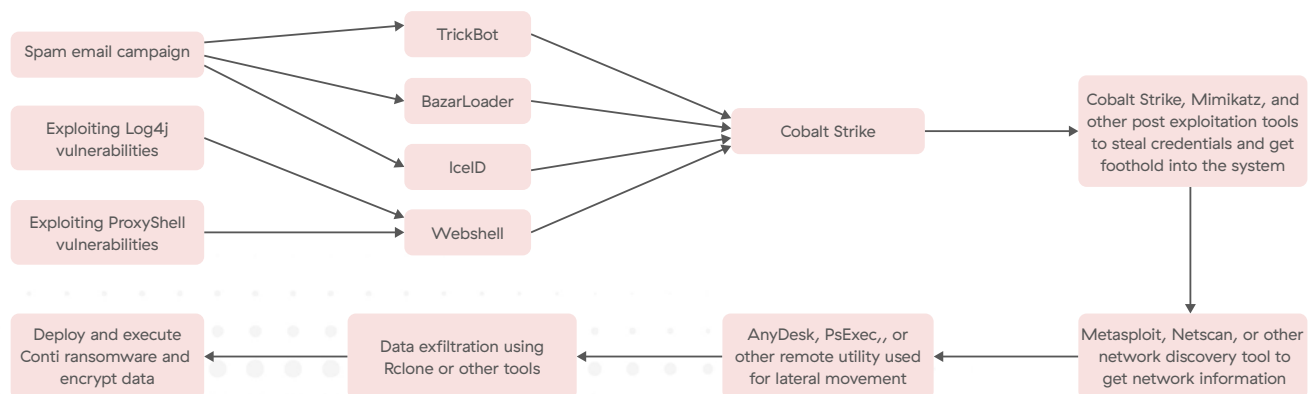 Spam email campaign
TrickBot
BazarLoader
IceID
Webshell
Exploiting Log4j
vulnerabilities
Exploiting ProxyShell
vulnerabilities
Cobalt Strike
Cobalt Strike, Mimikatz, and
other post exploitation tools
to steal credentials and get
foothold into the system
Metasploit, Netscan, or other
network discovery tool to
get network information
AnyDesk, PsExec,, or
other remote utility used
for lateral movement
Data exfiltration using
Rclone or other tools
Deploy and execute
Conti ransomware and
encrypt data